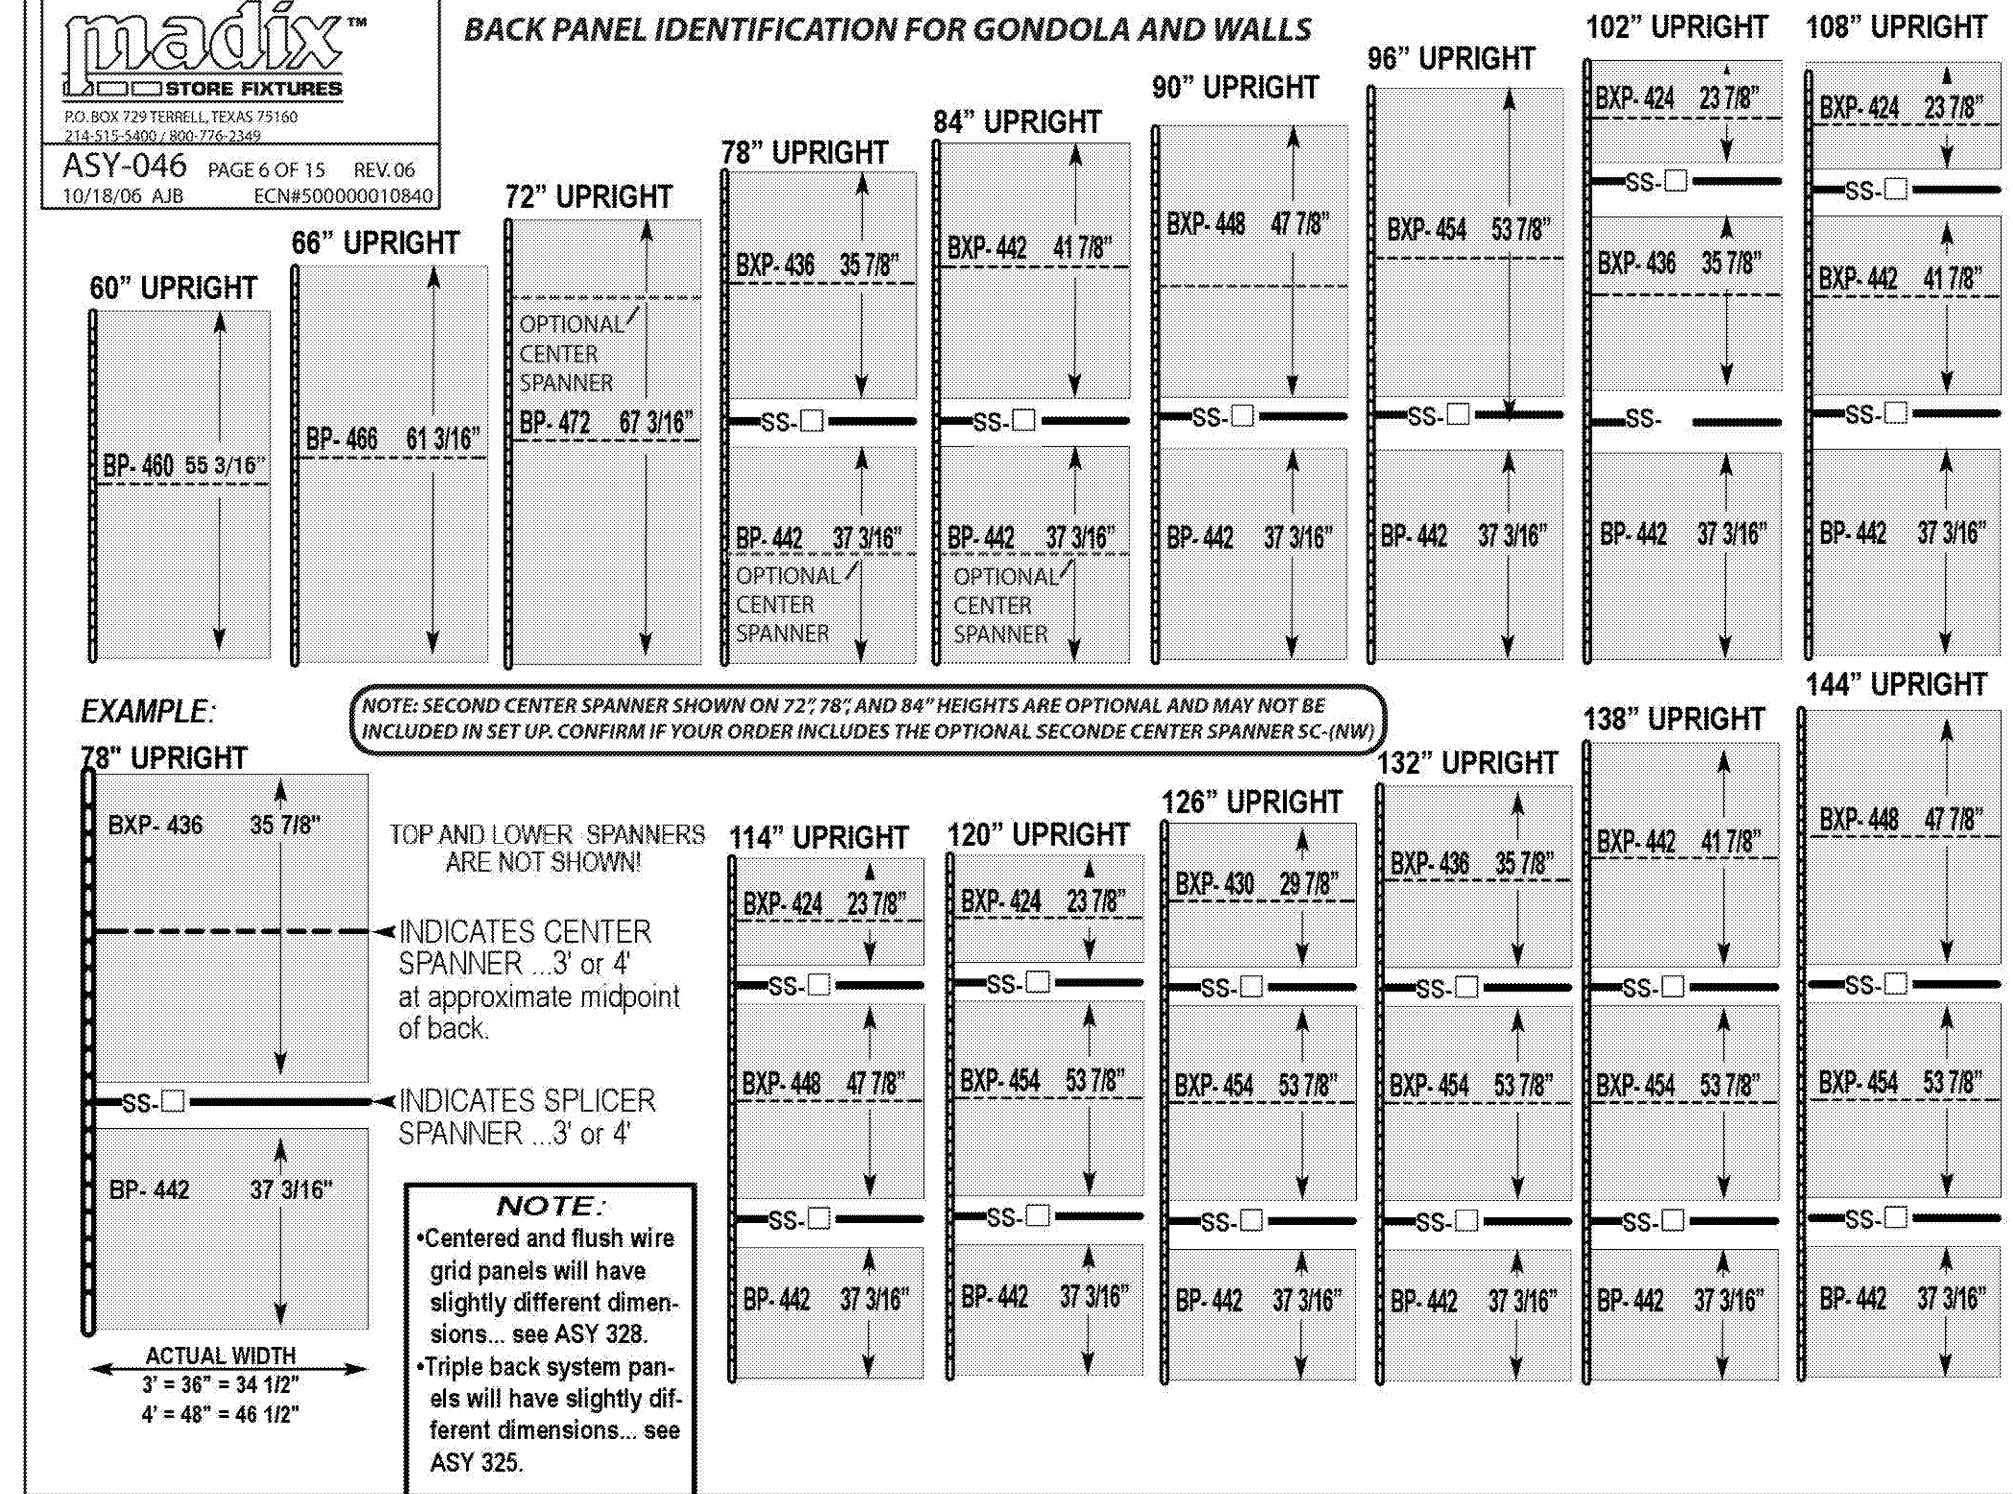 madix™
STORE FIXTURES
P.O. BOX 729 TERRELL, TEXAS 75160
214-515-5400 / 800-776-2349
ASY-046 PAGE 6 OF 15 REV. 06
10/18/06 AJB ECN#500000010840
BACK PANEL IDENTIFICATION FOR GONDOLA AND WALLS
60” UPRIGHT
BP- 460 55 3/16”
66” UPRIGHT
BP- 466 61 3/16”
72” UPRIGHT
OPTIONAL
CENTER
SPANNER
BP- 472 67 3/16”
78” UPRIGHT
BXP- 436 35 7/8”
SS-
BP- 442 37 3/16”
OPTIONAL
CENTER
SPANNER
84” UPRIGHT
BXP- 442 41 7/8”
SS-
BP- 442 37 3/16”
OPTIONAL
CENTER
SPANNER
90” UPRIGHT
BXP- 448 47 7/8”
SS-
BP- 442 37 3/16”
96” UPRIGHT
BXP- 454 53 7/8”
SS-
BP- 442 37 3/16”
102” UPRIGHT
BXP- 424 23 7/8”
SS-
BXP- 436 35 7/8”
SS-
BP- 442 37 3/16”
108” UPRIGHT
BXP- 424 23 7/8”
SS-
BXP- 442 41 7/8”
SS-
BP- 442 37 3/16”
NOTE: SECOND CENTER SPANNER SHOWN ON 72”, 78”, AND 84” HEIGHTS ARE OPTIONAL AND MAY NOT BE
INCLUDED IN SET UP. CONFIRM IF YOUR ORDER INCLUDES THE OPTIONAL SECONDE CENTER SPANNER SC-(NW)
EXAMPLE:
78" UPRIGHT
BXP- 436 35 7/8"
SS-
BP- 442 37 3/16"
ACTUAL WIDTH
3’ = 36” = 34 1/2"
4’ = 48” = 46 1/2"
TOP AND LOWER SPANNERS
ARE NOT SHOWN!
INDICATES CENTER
SPANNER ...3' or 4'
at approximate midpoint
of back.
INDICATES SPLICER
SPANNER ...3' or 4'
NOTE:
•Centered and flush wire
grid panels will have
slightly different dimen-
sions... see ASY 328.
•Triple back system pan-
els will have slightly dif-
ferent dimensions... see
ASY 325.
114” UPRIGHT
BXP- 424 23 7/8”
SS-
BXP- 448 47 7/8”
SS-
BP- 442 37 3/16”
120” UPRIGHT
BXP- 424 23 7/8”
SS-
BXP- 454 53 7/8”
SS-
BP- 442 37 3/16”
126” UPRIGHT
BXP- 430 29 7/8”
SS-
BXP- 454 53 7/8”
SS-
BP- 442 37 3/16”
132” UPRIGHT
BXP- 436 35 7/8”
SS-
BXP- 454 53 7/8”
SS-
BP- 442 37 3/16”
138” UPRIGHT
BXP- 442 41 7/8”
SS-
BXP- 454 53 7/8”
SS-
BP- 442 37 3/16”
144” UPRIGHT
BXP- 448 47 7/8”
SS-
BXP- 454 53 7/8”
SS-
BP- 442 37 3/16”